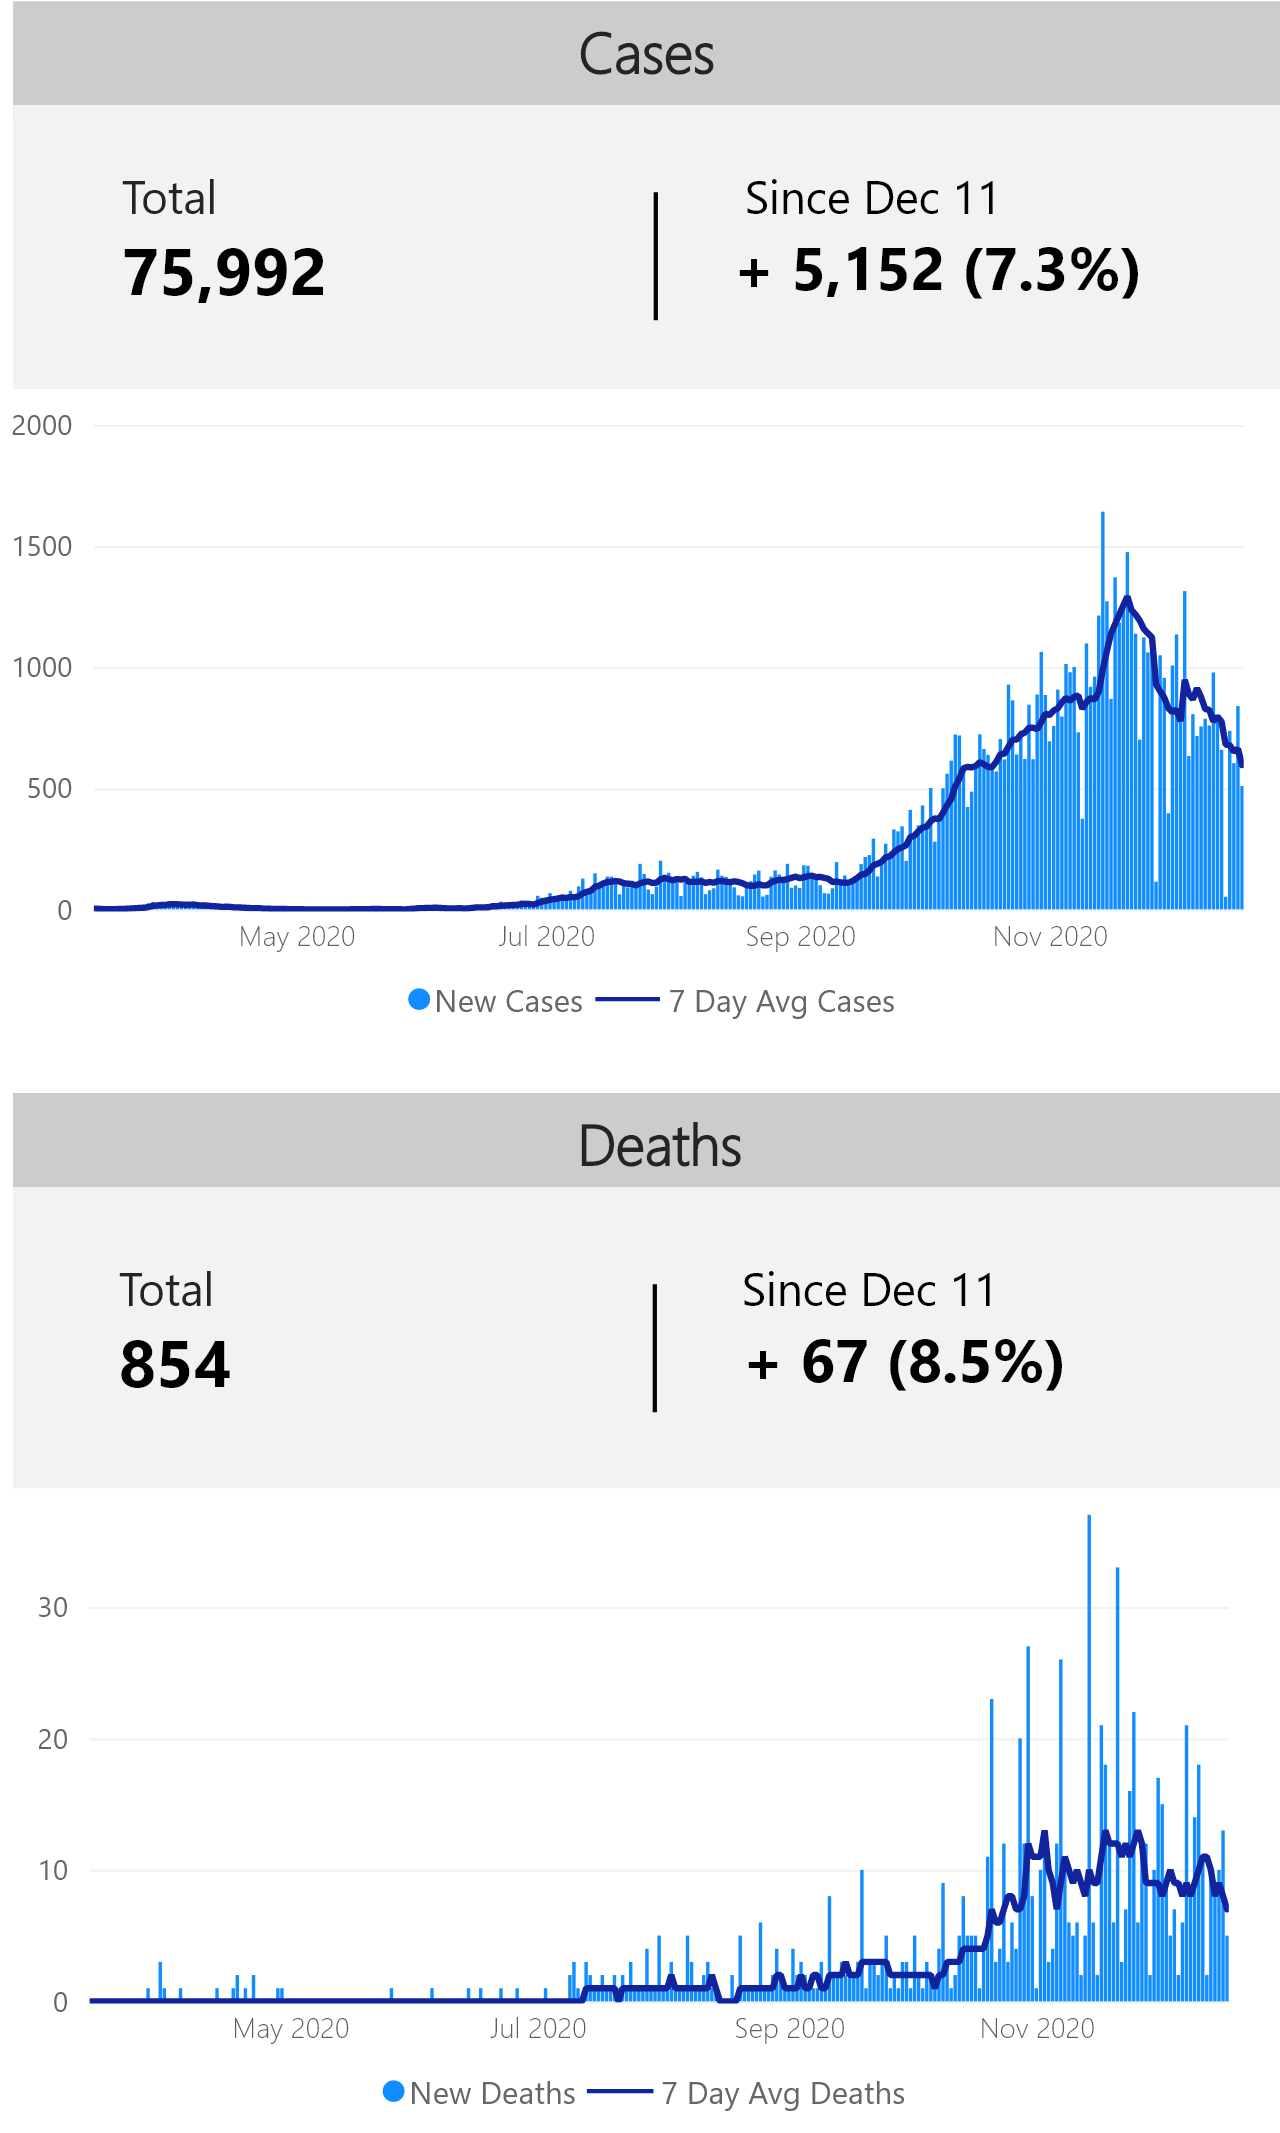 Cases
Total
Since Dec 11
75,992
+ 5,152 (7.3%)
2000
1500
1000
500
0
May 2020
Jul 2020
Sep 2020
Nov 2020
New Cases
7 Day Avg Cases
Deaths
Total
Since Dec 11
854
+ 67 (8.5%)
30
20
10
0
May 2020
Jul 2020
Sep 2020
Nov 2020
New Deaths
7 Day Avg Deaths